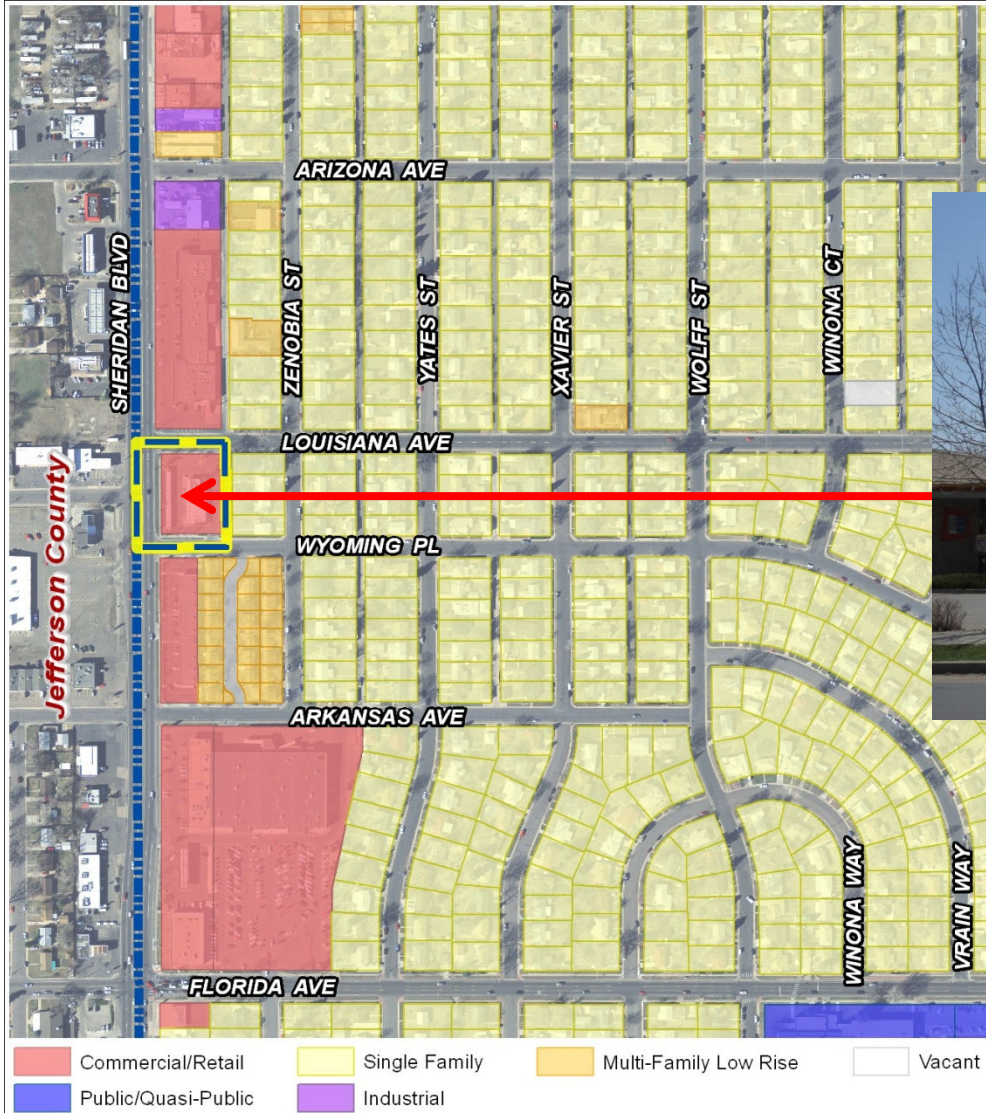 ARIZONA AVE
SHERIDAN BLVD
ZENOBIA ST
YATES ST
XAVIER ST
WOLFF ST
WINONA CT
LOUISIANA AVE
Jefferson County
WYOMING PL
ARKANSAS AVE
WINONA WAY
VRAIN WAY
FLORIDA AVE
Commercial/Retail
Single Family
Multi-Family Low Rise
Vacant
Public/Quasi-Public
Industrial